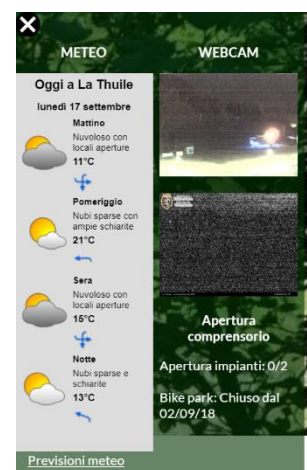 METEO
WEBCAM
Oggi a La Thuile
lunedì 17 settembre
Mattino
Nuvoloso con
locali aperture
11°C
Pomeriggio
Nubi sparse con
ampie schiarite
21°C
Sera
Nuvoloso con
locali aperture
15°C
Notte
Nubi sparse e
schiarite
13°C
Previsioni meteo
Apertura
comprensorio
Apertura impianti: 0/2
Bike park: Chiuso dal
02/09/18